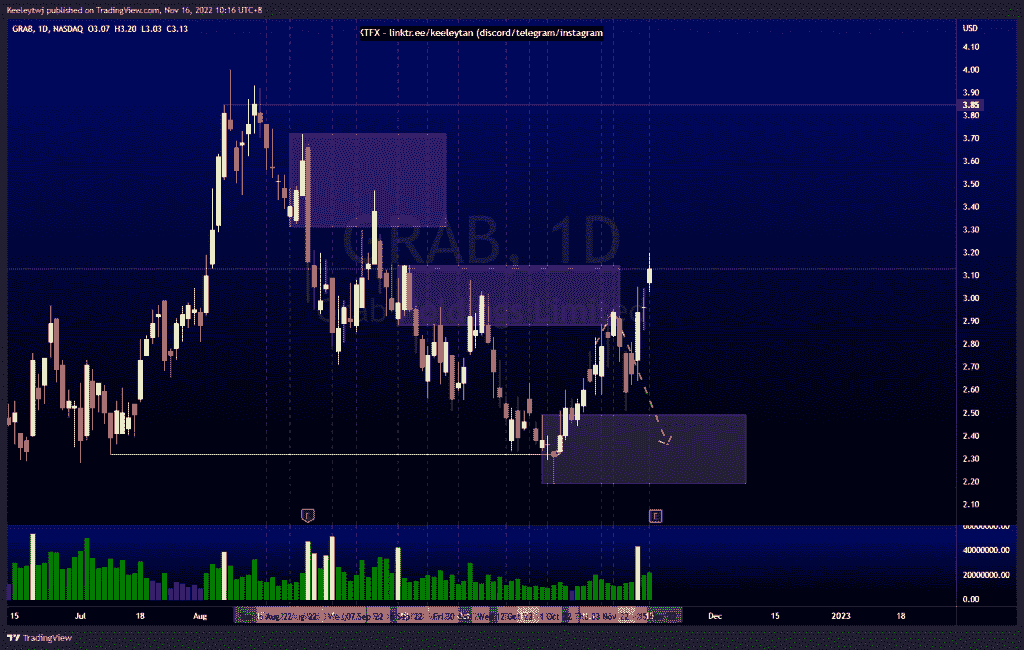 Keeleytwj published on TradingView.com, Nov 16, 2022 10:16 UTC+8
GRAB, 1D, NASDAQ O3.07 H3.20 L3.03 C3.13
KTFX - linktr.ee/keeleytan (discord/telegram/instagram
USD
4.10
4.00
3.90
3.85
3.80
3.70
3.60
3.50
3.40
3.30
3.20
3.10
3.00
2.90
2.80
2.70
2.60
2.50
2.40
2.30
2.20
2.10
GRAB, 1D
E
E
60000000.00
40000000.00
20000000.00
0.00
15
Jul
18
Aug
15
Dec
15
2023
18
TradingView